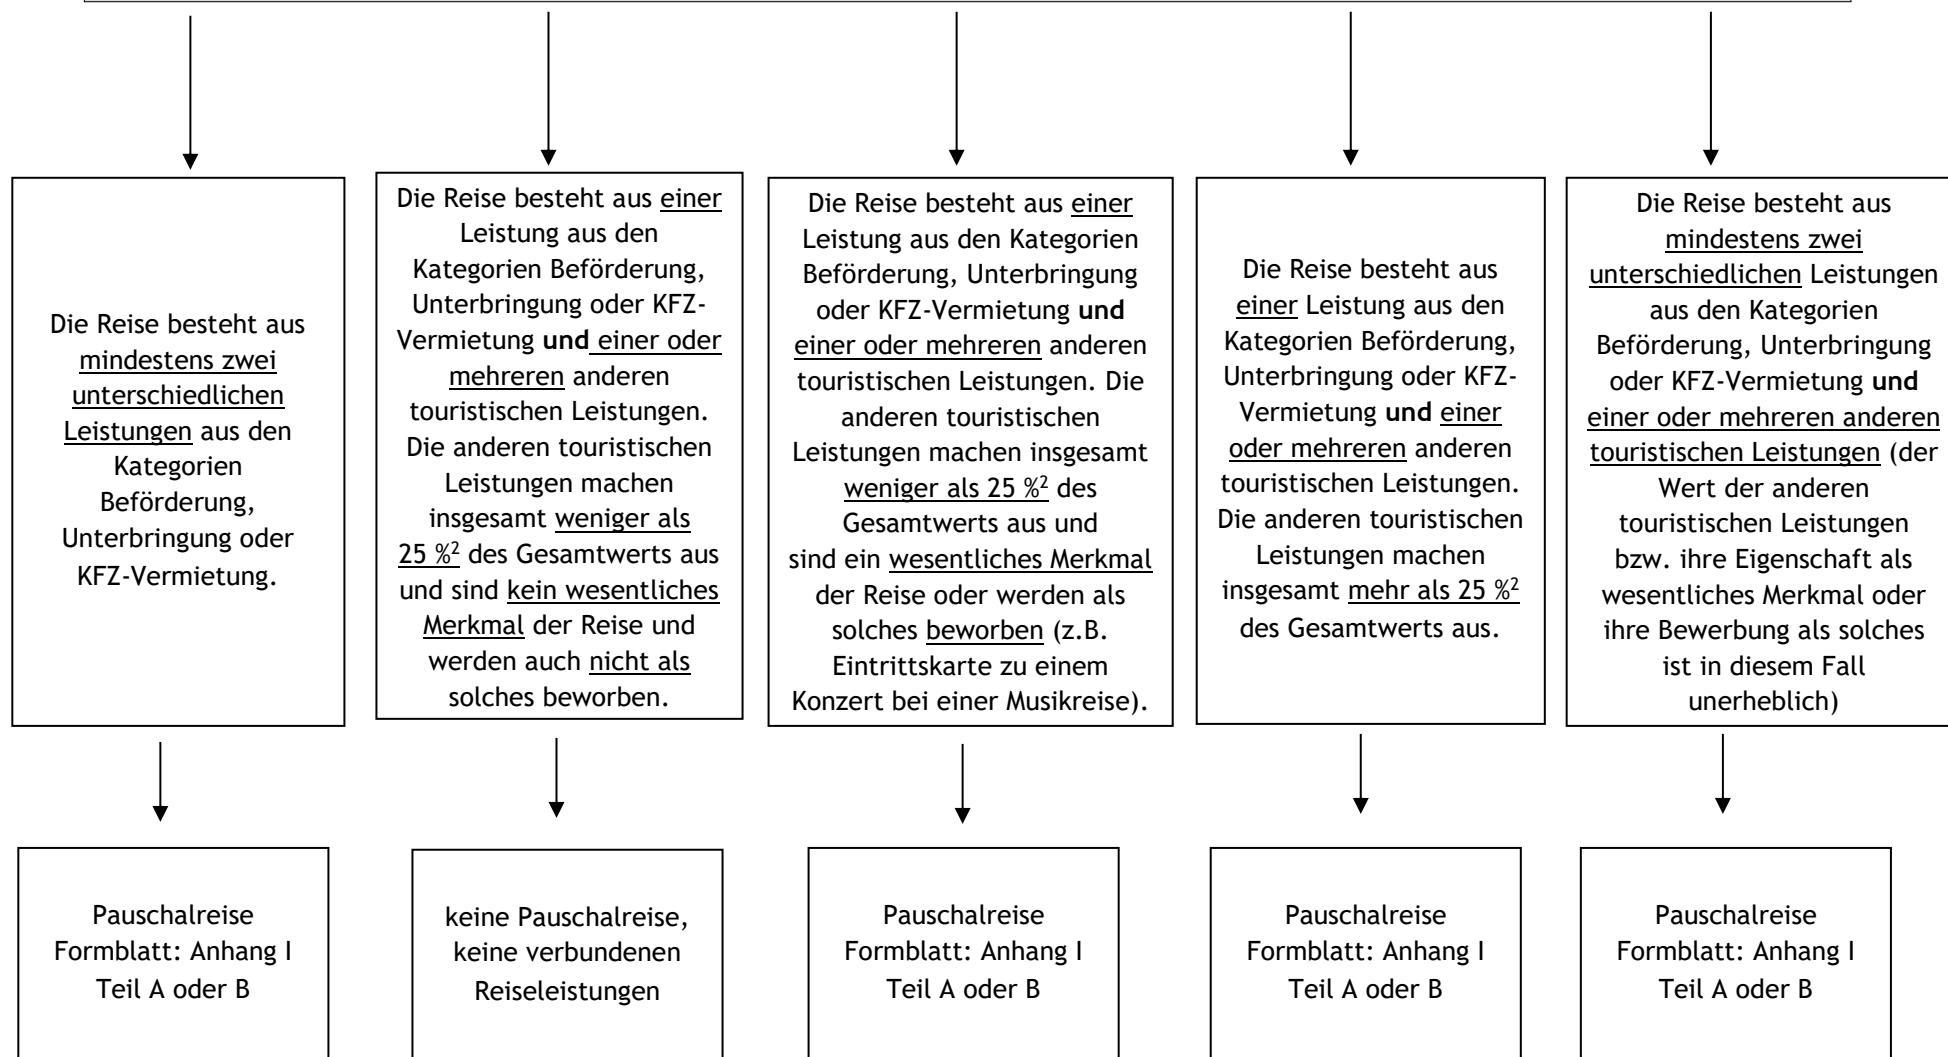 Die Reise besteht aus
mindestens zwei
unterschiedlichen
Leistungen aus den
Kategorien
Beförderung,
Unterbringung oder
KFZ-Vermietung.
Die Reise besteht aus einer
Leistung aus den
Kategorien Beförderung,
Unterbringung oder KFZ-
Vermietung und einer oder
mehreren anderen
touristischen Leistungen.
Die anderen touristischen
Leistungen machen
insgesamt weniger als
25 %² des Gesamtwerts aus
und sind kein wesentliches
Merkmal der Reise und
werden auch nicht als
solches beworben.
Die Reise besteht aus einer
Leistung aus den Kategorien
Beförderung, Unterbringung
oder KFZ-Vermietung und
einer oder mehreren anderen
touristischen Leistungen. Die
anderen touristischen
Leistungen machen insgesamt
weniger als 25 %² des
Gesamtwerts aus und
sind ein wesentliches Merkmal
der Reise oder werden als
solches beworben (z.B.
Eintrittskarte zu einem
Konzert bei einer Musikreise).
Die Reise besteht aus
einer Leistung aus den
Kategorien Beförderung,
Unterbringung oder KFZ-
Vermietung und einer
oder mehreren anderen
touristischen Leistungen.
Die anderen touristischen
Leistungen machen
insgesamt mehr als 25 %²
des Gesamtwerts aus.
Die Reise besteht aus
mindestens zwei
unterschiedlichen Leistungen
aus den Kategorien
Beförderung, Unterbringung
oder KFZ-Vermietung und
einer oder mehreren anderen
touristischen Leistungen (der
Wert der anderen
touristischen Leistungen
bzw. ihre Eigenschaft als
wesentliches Merkmal oder
ihre Bewerbung als solches
ist in diesem Fall
unerheblich)
Pauschalreise
Formblatt: Anhang I
Teil A oder B
keine Pauschalreise,
keine verbundenen
Reiseleistungen
Pauschalreise
Formblatt: Anhang I
Teil A oder B
Pauschalreise
Formblatt: Anhang I
Teil A oder B
Pauschalreise
Formblatt: Anhang I
Teil A oder B